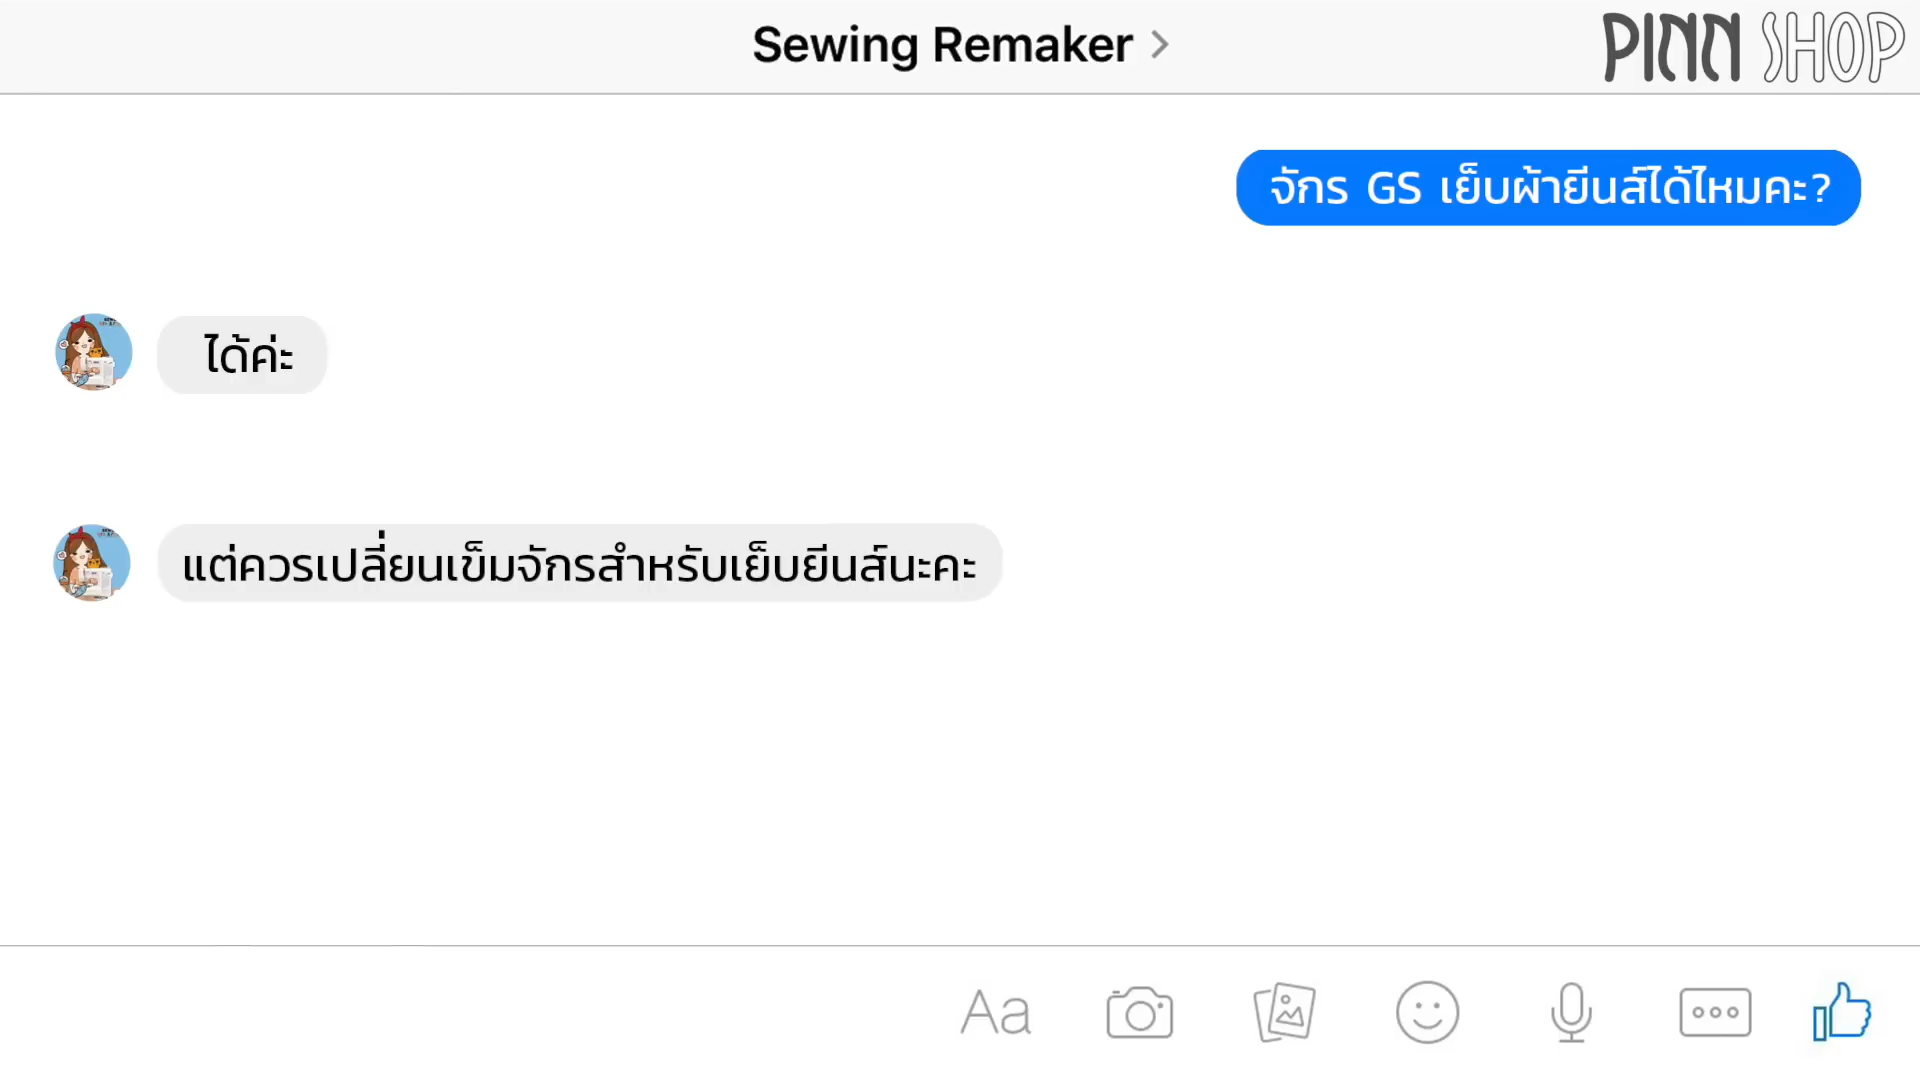 Sewing Remaker
PINN SHOP
จักร GS เย็บผ้ายีนส์ได้ไหมคะ?
ได้ค่ะ
แต่ควรเปลี่ยนเข็มจักรสำหรับเย็บยีนส์นะคะ
Aa